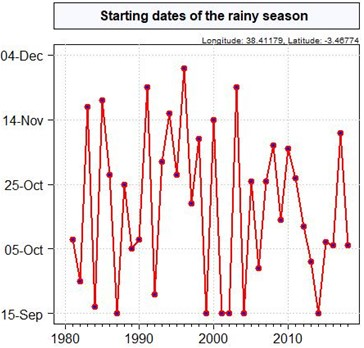 Starting dates of the rainy season
Longitude: 38.41179, Latitude: -3.46774
04-Dec
14-Nov
25-Oct
05-Oct
15-Sep
1980 1990 2000 2010